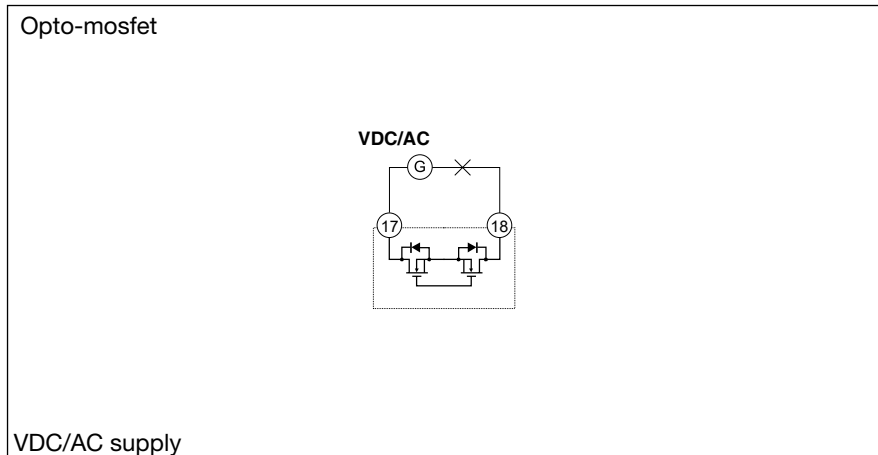 Opto-mosfet
VDC/AC
G
17
18
VDC/AC supply